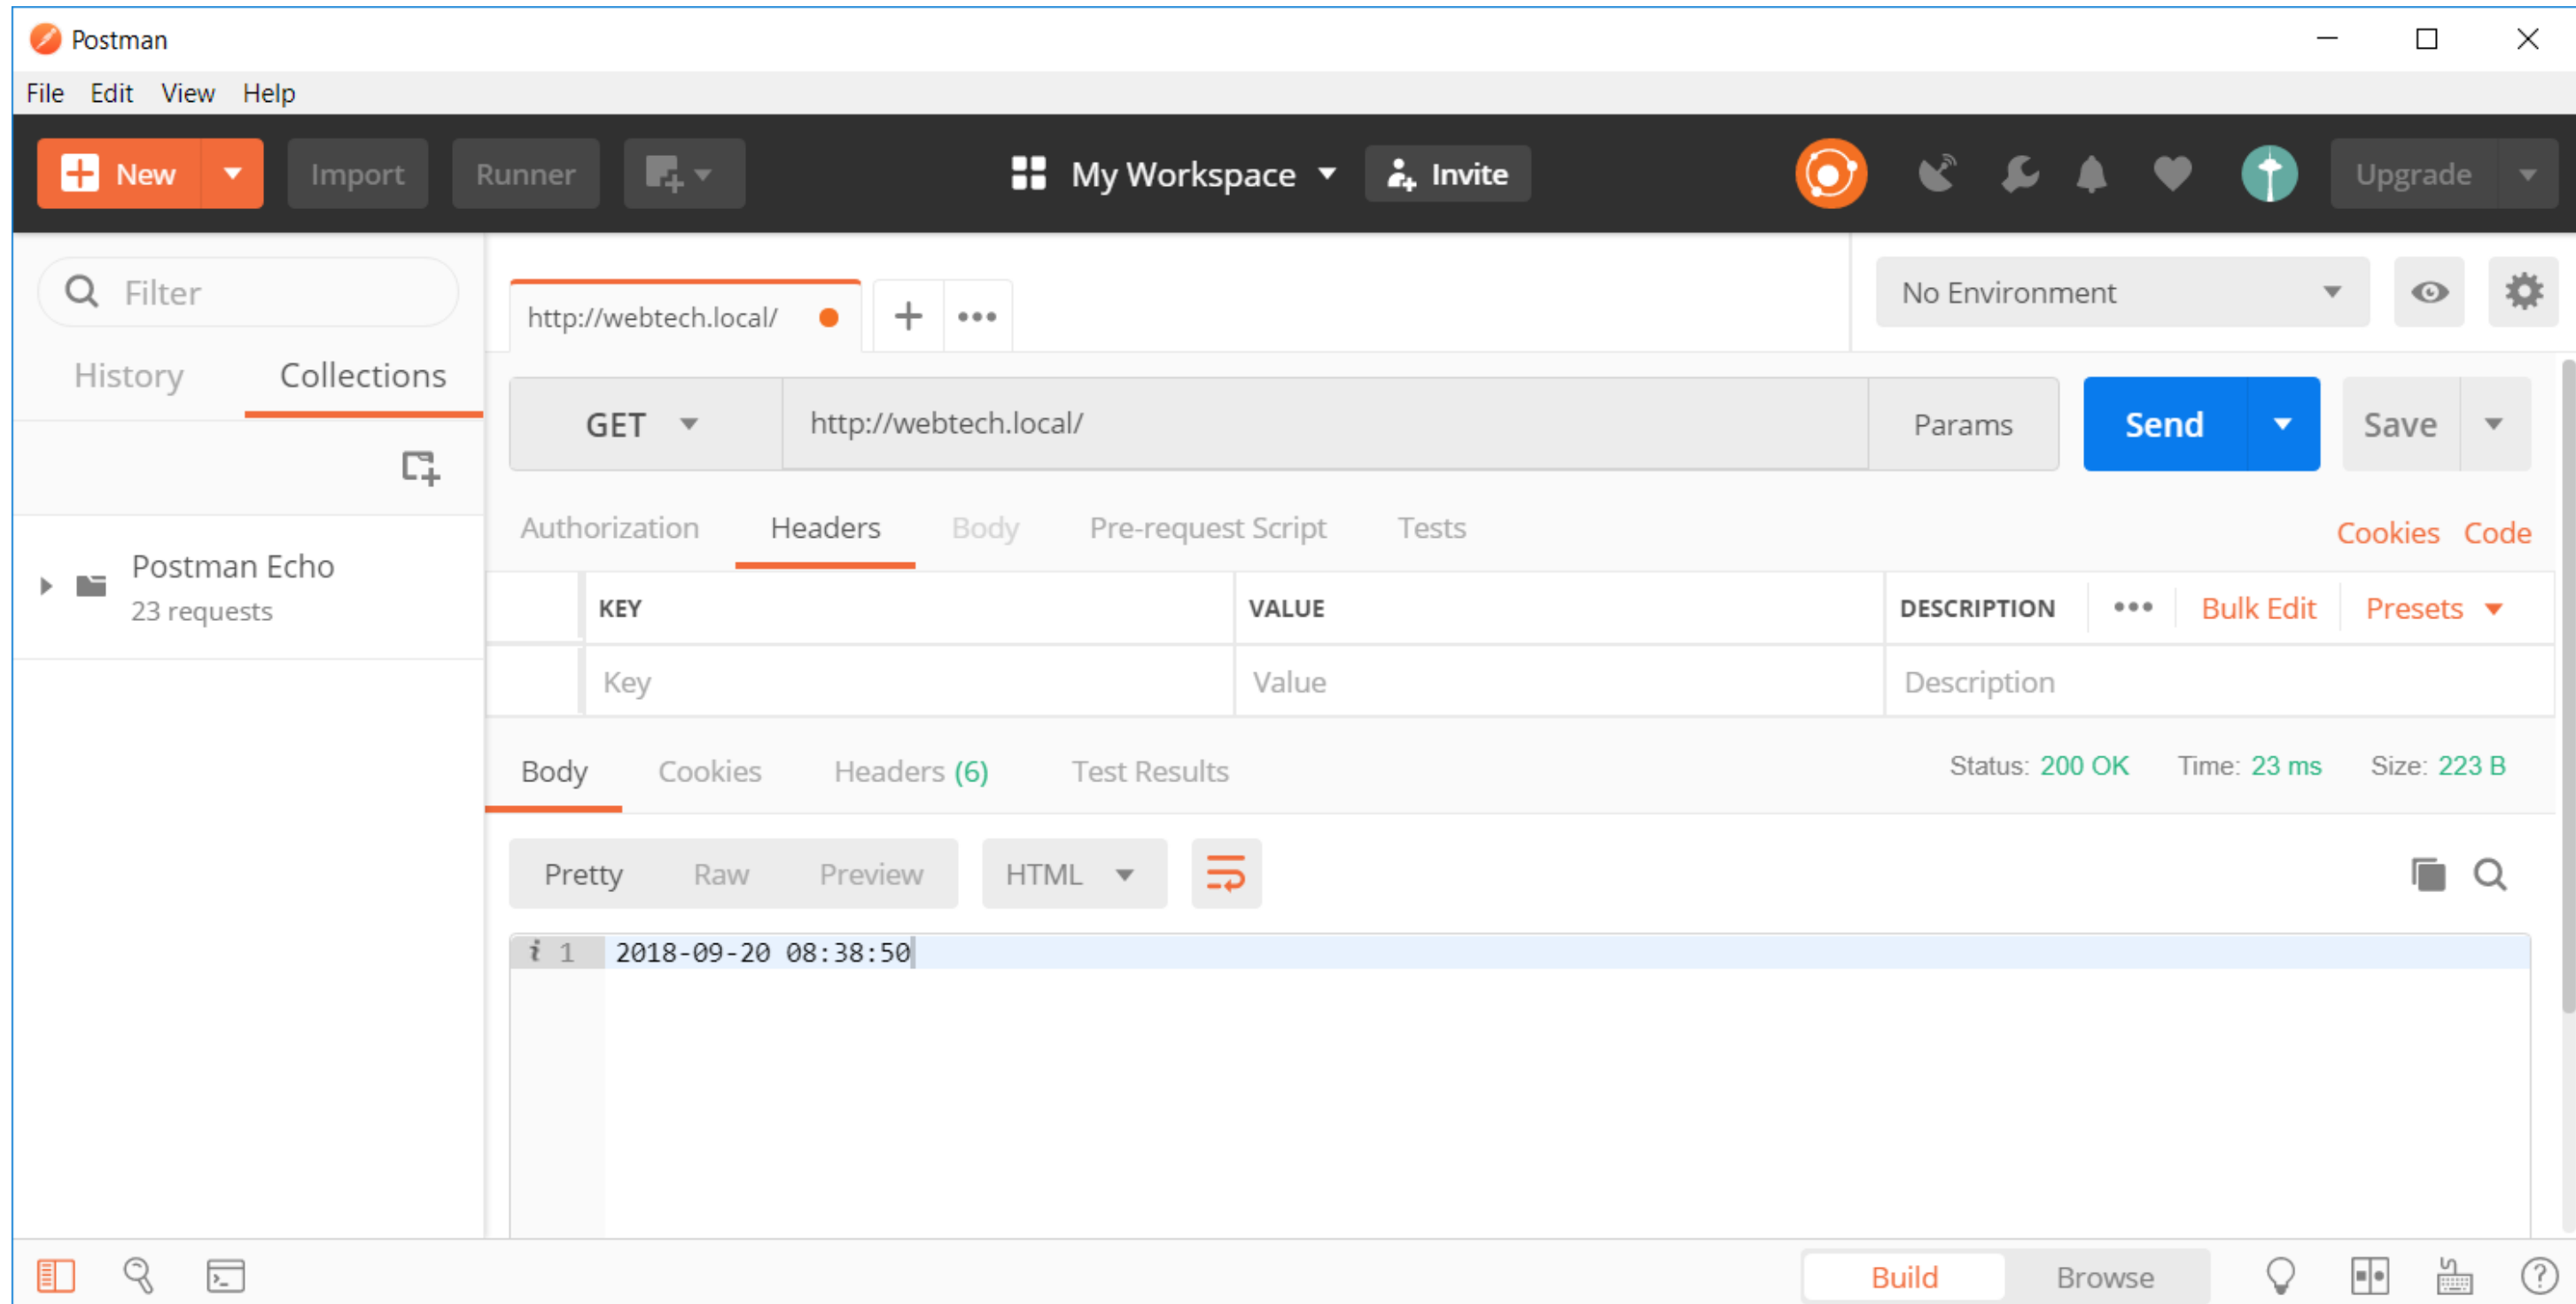 Postman
File Edit View Help
New Import Runner My Workspace Invite Upgrade
Filter
History Collections
Postman Echo
23 requests
http://webtech.local/ No Environment
GET http://webtech.local/ Params Send Save
Authorization Headers Body Pre-request Script Tests Cookies Code
KEY VALUE DESCRIPTION Bulk Edit Presets
Key Value Description
Body Cookies Headers (6) Test Results Status: 200 OK Time: 23 ms Size: 223 B
Pretty Raw Preview HTML
i 1 2018-09-20 08:38:50
Build Browse